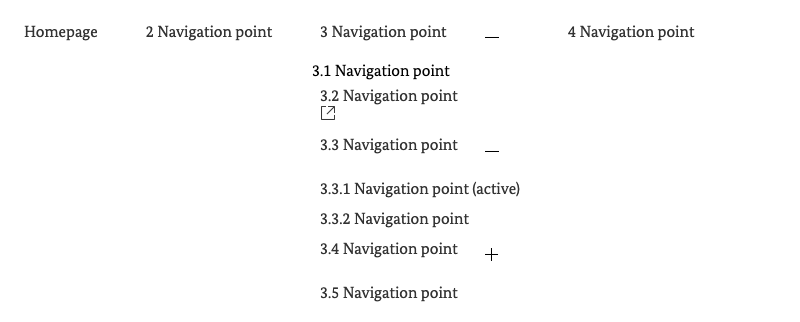 Homepage 2 Navigation point 3 Navigation point 4 Navigation point
3.1 Navigation point
3.2 Navigation point
3.3 Navigation point
3.3.1 Navigation point (active)
3.3.2 Navigation point
3.4 Navigation point
3.5 Navigation point